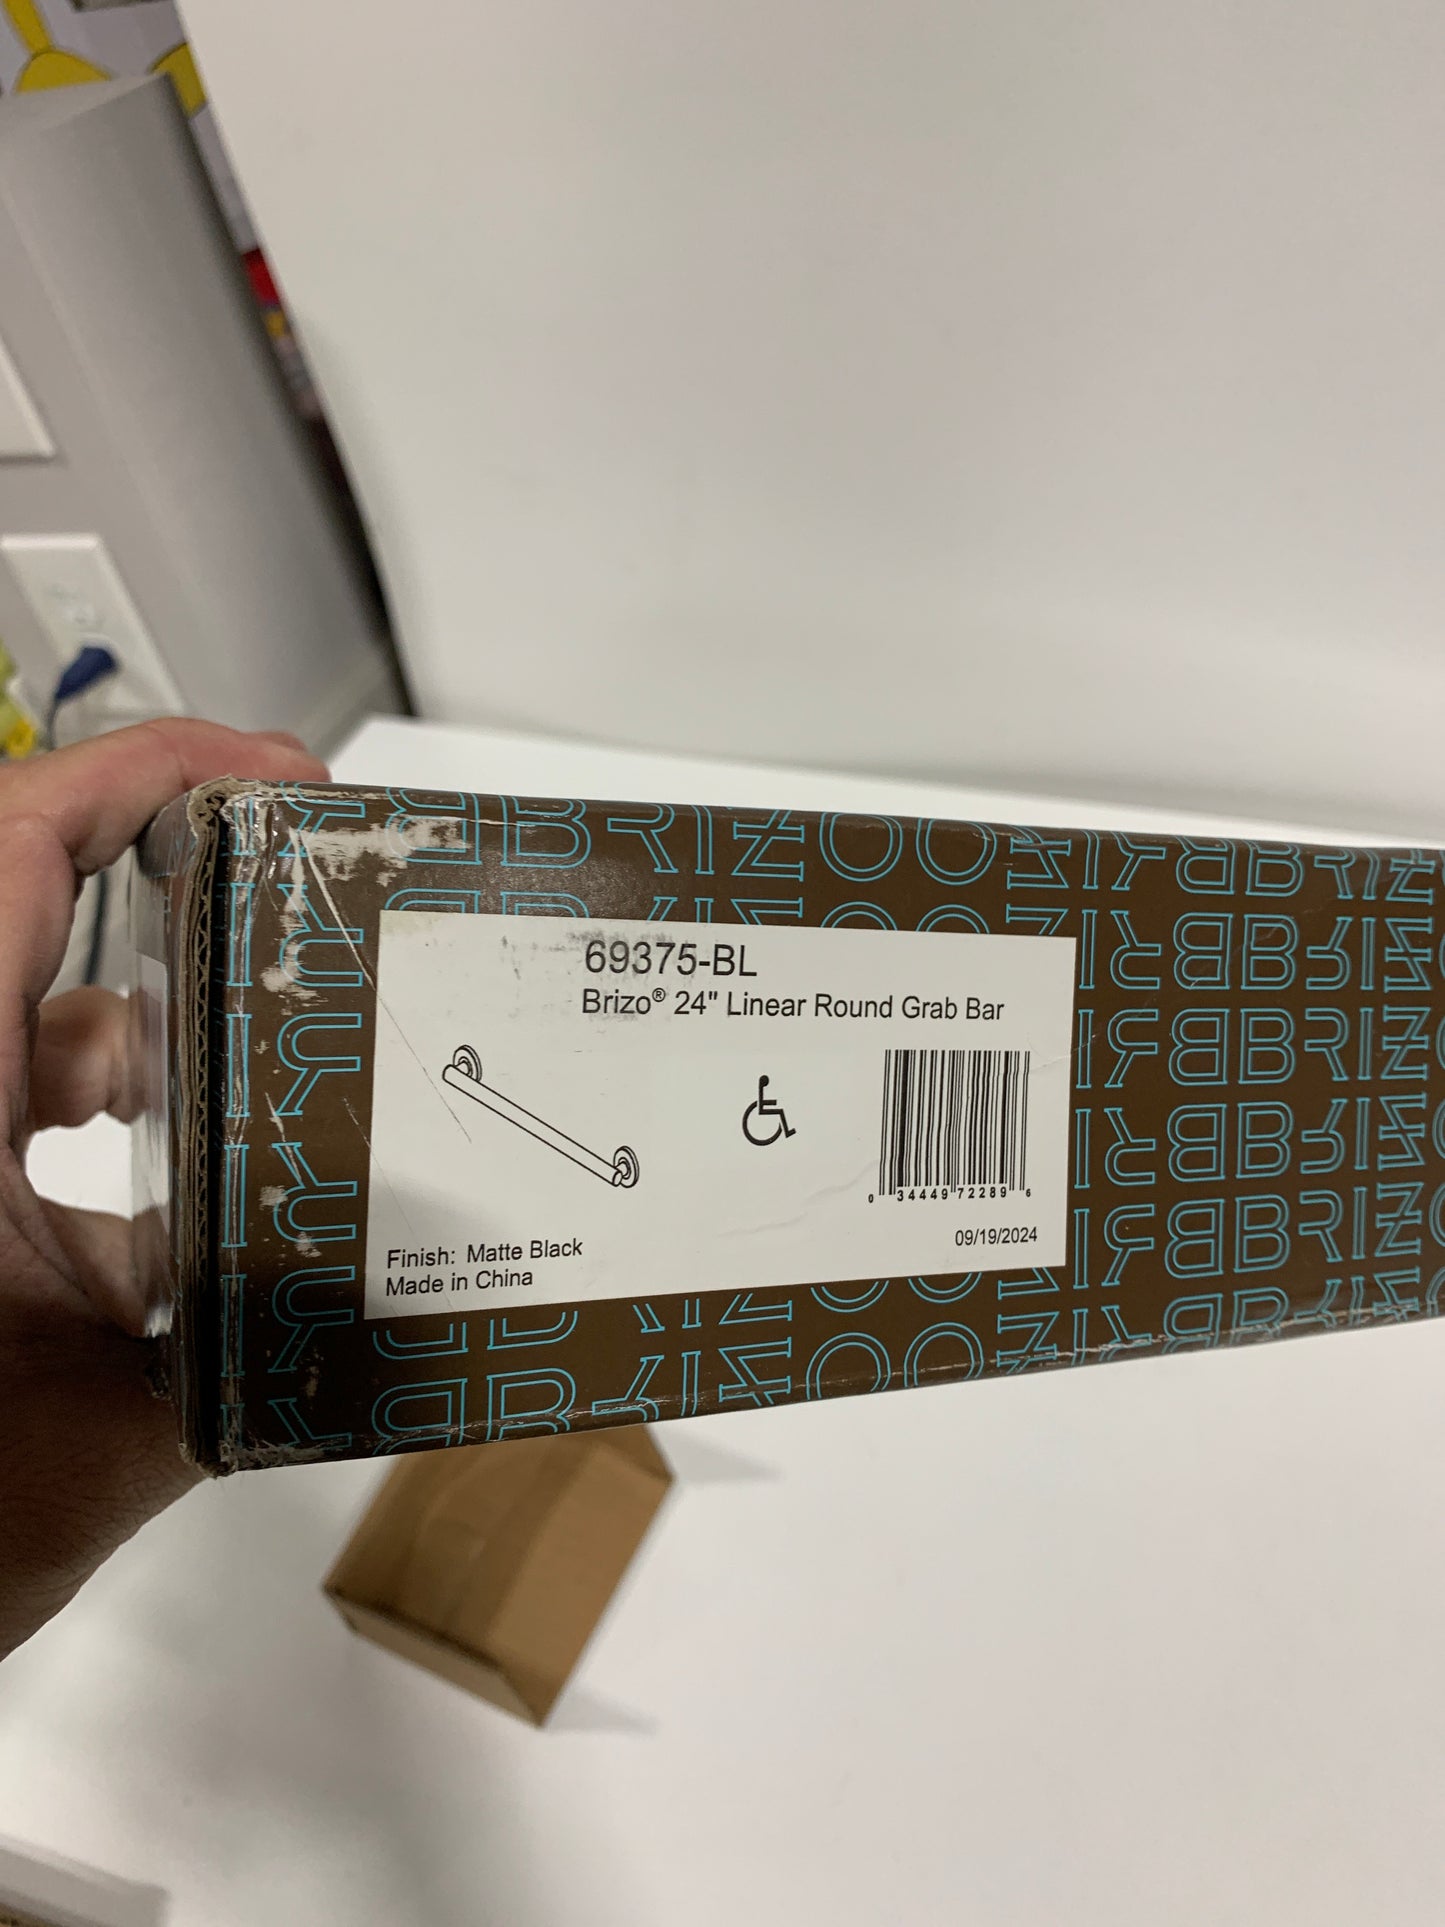 69375-BL
Brizo® 24" Linear Round Grab Bar
0 34449 72289 6
09/19/2024
Finish: Matte Black
Made in China
BRIZO